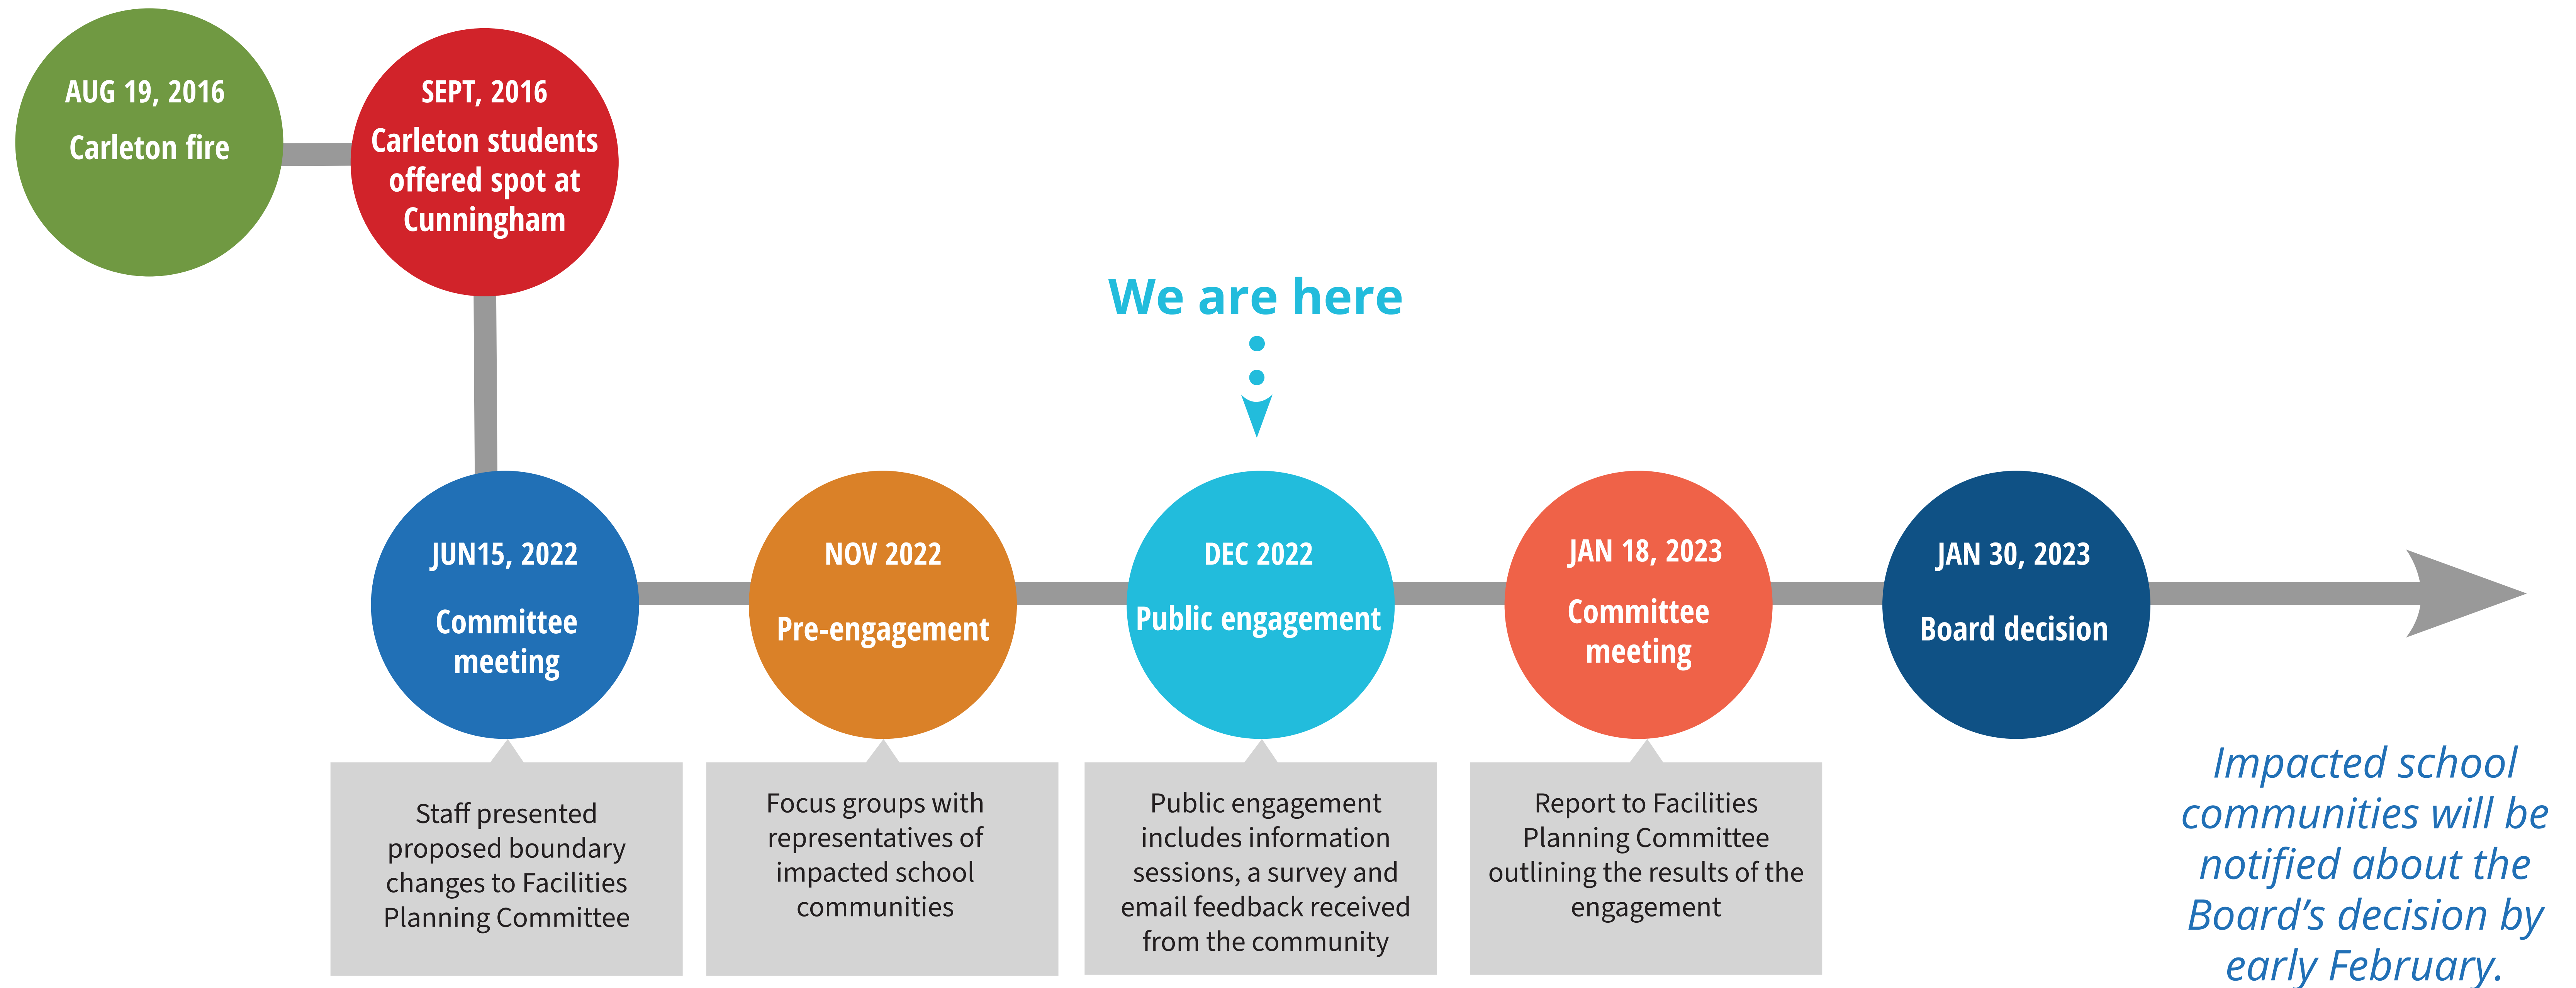 AUG 19, 2016
Carleton fire
SEPT, 2016
Carleton students
offered spot at
Cunningham
We are here
JUN15, 2022
Committee
meeting
Staff presented
proposed boundary
changes to Facilities
Planning Committee
NOV 2022
Pre-engagement
Focus groups with
representatives of
impacted school
communities
DEC 2022
Public engagement
Public engagement
includes information
sessions, a survey and
email feedback received
from the community
JAN 18, 2023
Committee
meeting
Report to Facilities
Planning Committee
outlining the results of the
engagement
JAN 30, 2023
Board decision
Impacted school
communities will be
notified about the
Board’s decision by
early February.